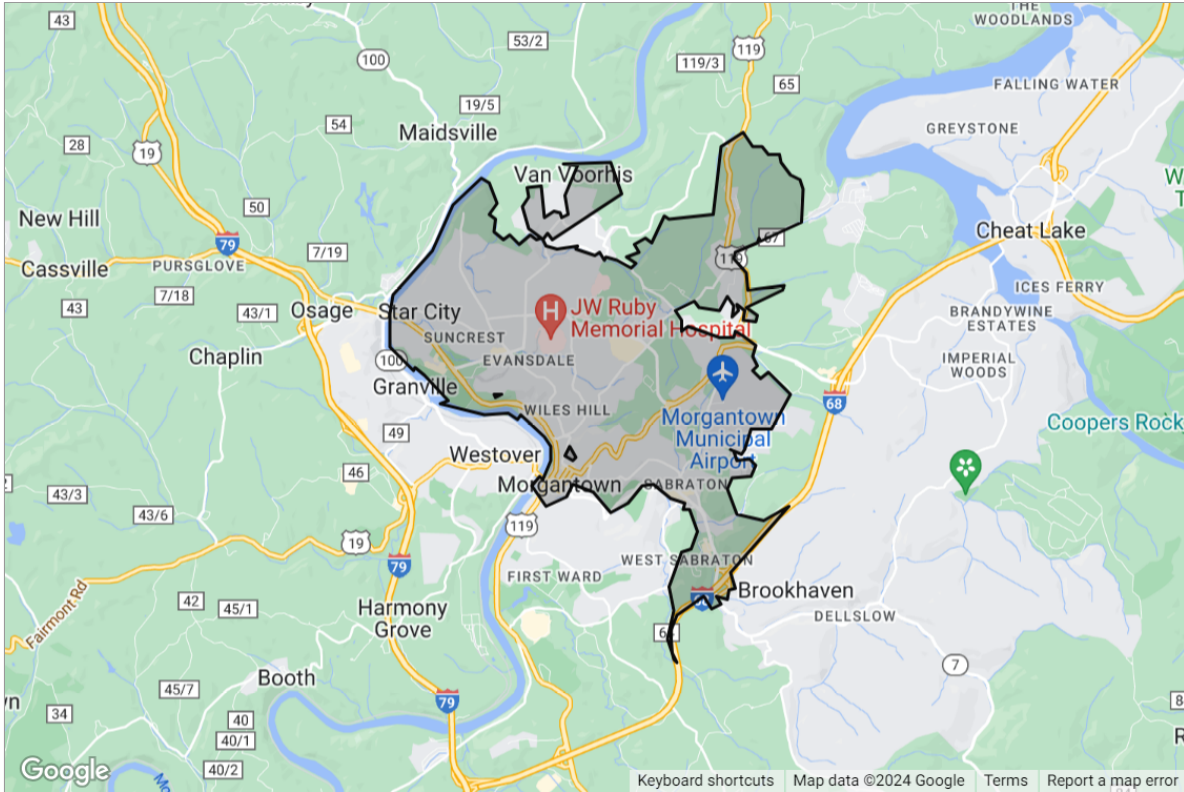 THE
WOODLANDS
43
53/2
119
119/3
100
65
FALLING WATER
19/5
GREYSTONE
54
Maidsville
28
19
Van Voorhis
50
New Hill
Cheat Lake
79
67
7/19
119
Cassville
PURSGLOVE
7/18
ICES FERRY
43
43/1
Osage
Star City
JW Ruby
Memorial Hospital
BRANDYWINE
ESTATES
SUNCREST
Chaplin
100
EVANSDALE
IMPERIAL
WOODS
Granville
68
WILES HILL
Morgantown
Municipal
Airport
Coopers Rock
49
Westover
46
Morgantown
SABRATON
43/3
43/6
119
19
WEST SABRATON
79
FIRST WARD
Brookhaven
42
45/1
Harmony
Grove
DELLSLOW
Fairmont Rd
7
Booth
45/7
79
34
40
40/1
40/2
Google
Keyboard shortcuts
Map data ©2024 Google
Terms
Report a map error